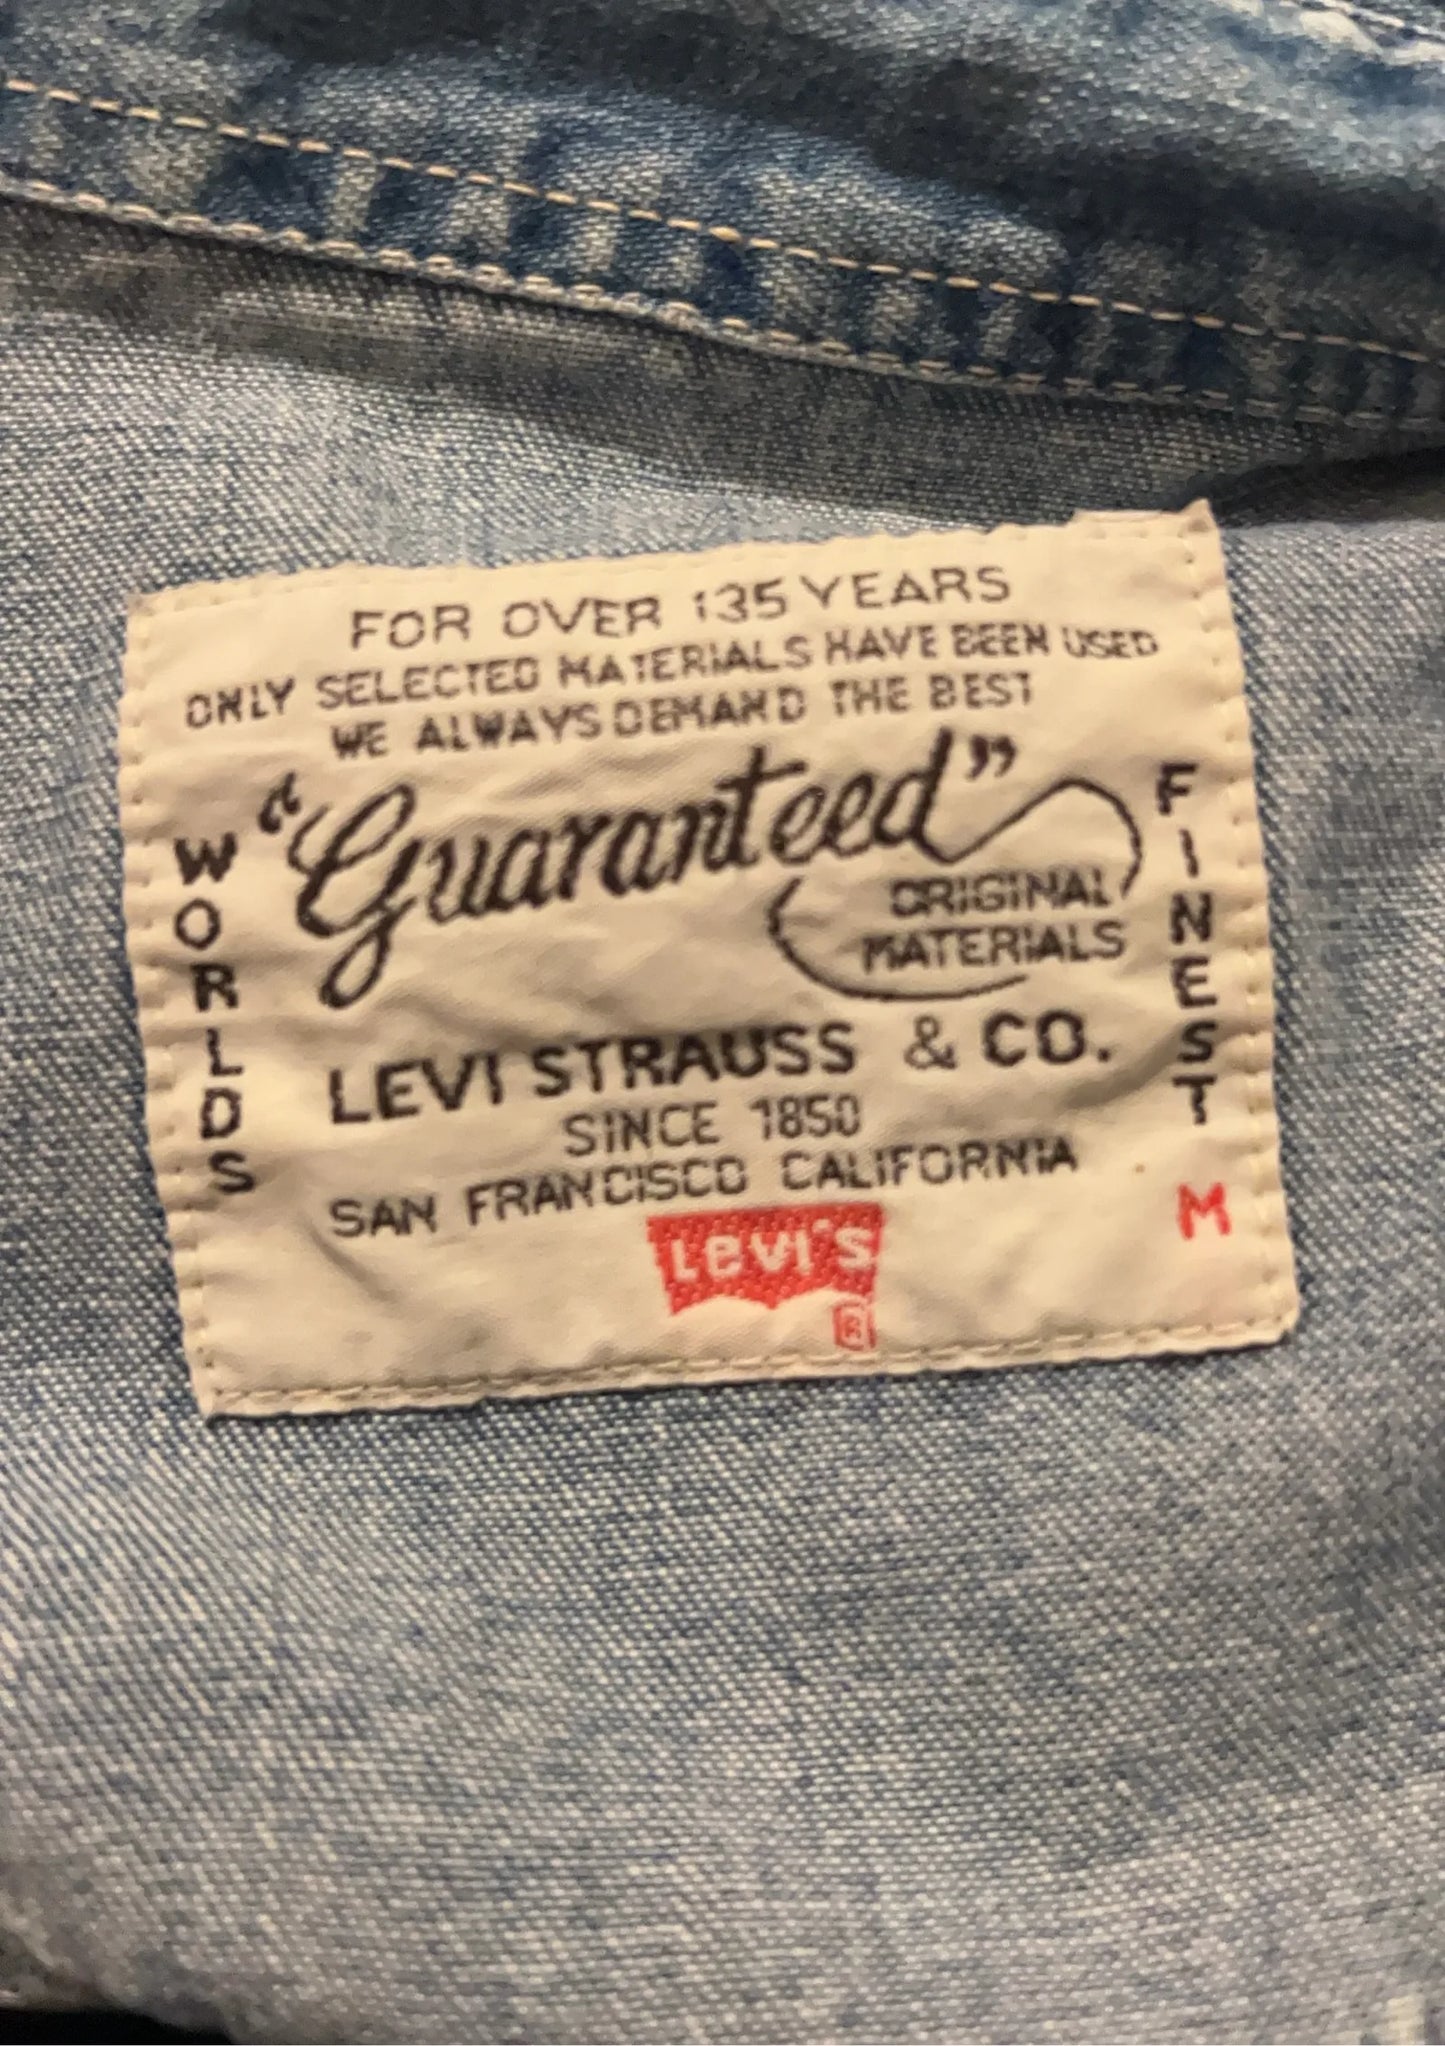 FOR OVER 135 YEARS
ONLY SELECTED MATERIALS HAVE BEEN USED
WE ALWAYS DEMAND THE BEST
"Guaranteed"
ORIGINAL
MATERIALS
WORLDS
FINEST
LEVI STRAUSS & CO.
SINCE 1850
SAN FRANCISCO CALIFORNIA
M
LEVI'S
®